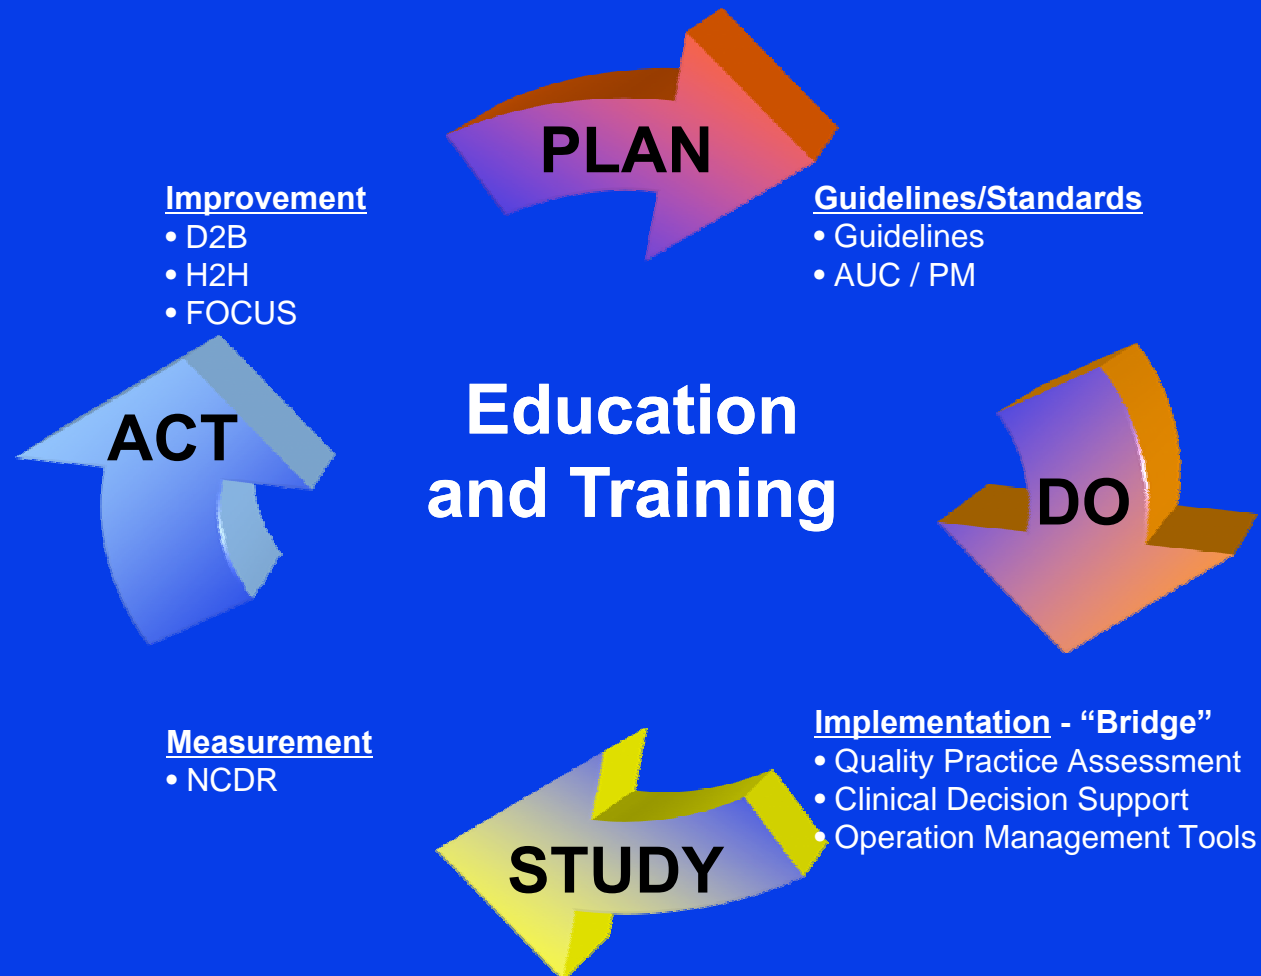 PLAN
Improvement
• D2B
• H2H
• FOCUS
Guidelines/Standards
• Guidelines
• AUC / PM
ACT
Education
and Training
DO
Measurement
• NCDR
Implementation - “Bridge”
• Quality Practice Assessment
• Clinical Decision Support
• Operation Management Tools
STUDY